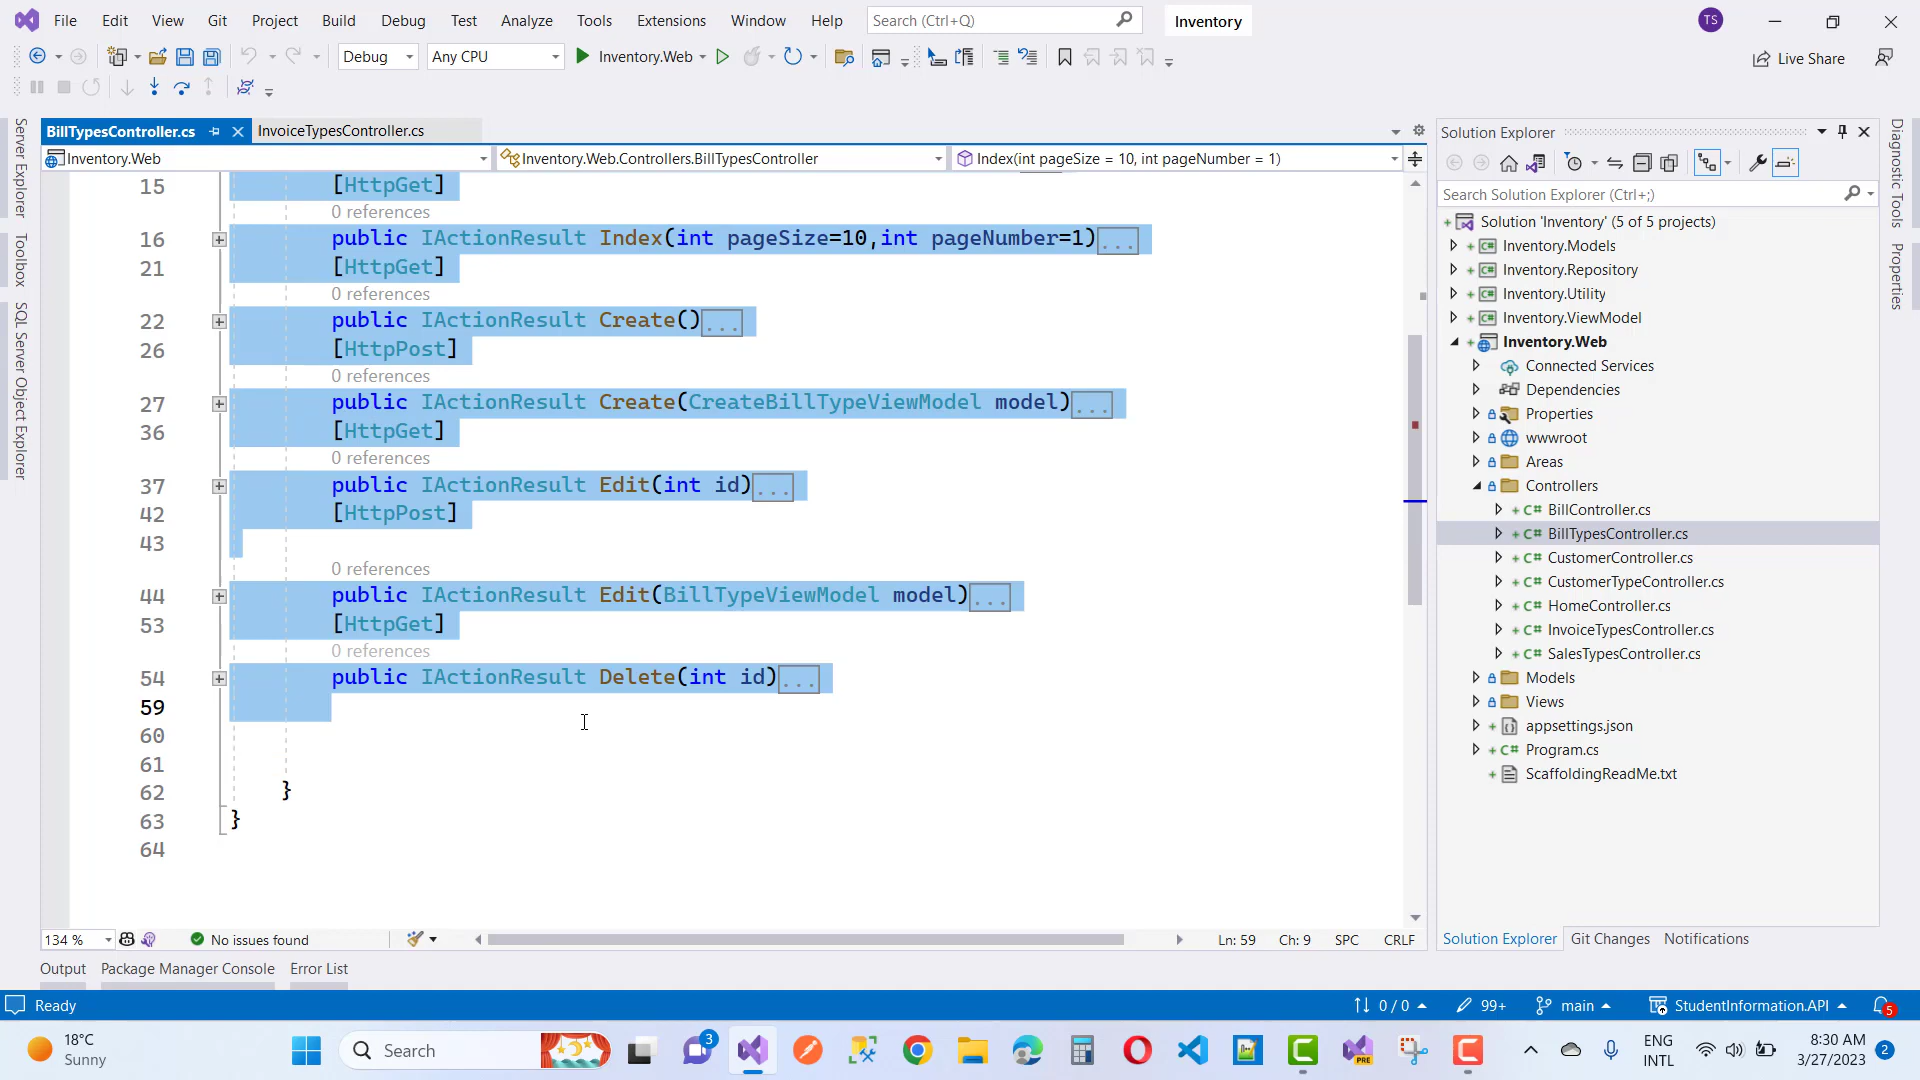 File Edit View Git Project Build Debug Test Analyze Tools Extensions Window Help Search (Ctrl+Q) Inventory TS
Debug Any CPU Inventory.Web Live Share
BillTypesController.cs InvoiceTypesController.cs
Inventory.Web Inventory.Web.Controllers.BillTypesController Index(int pageSize = 10, int pageNumber = 1)
15 [HttpGet]
0 references
16 public IActionResult Index(int pageSize=10,int pageNumber=1)...
21 [HttpGet]
0 references
22 public IActionResult Create()...
26 [HttpPost]
0 references
27 public IActionResult Create(CreateBillTypeViewModel model)...
36 [HttpGet]
0 references
37 public IActionResult Edit(int id)...
42 [HttpPost]
43
0 references
44 public IActionResult Edit(BillTypeViewModel model)...
53 [HttpGet]
0 references
54 public IActionResult Delete(int id)...
59
60
61
62 }
63 }
64
134 % No issues found Ln: 59 Ch: 9 SPC CRLF
Output Package Manager Console Error List
Server Explorer
Toolbox
SQL Server Object Explorer
Solution Explorer
Search Solution Explorer (Ctrl+;)
Solution 'Inventory' (5 of 5 projects)
Inventory.Models
Inventory.Repository
Inventory.Utility
Inventory.ViewModel
Inventory.Web
Connected Services
Dependencies
Properties
wwwroot
Areas
Controllers
BillController.cs
BillTypesController.cs
CustomerController.cs
CustomerTypeController.cs
HomeController.cs
InvoiceTypesController.cs
SalesTypesController.cs
Models
Views
appsettings.json
Program.cs
ScaffoldingReadMe.txt
Solution Explorer Git Changes Notifications
Diagnostic Tools
Properties
Ready 0 / 0 99+ main StudentInformation.API 5
18°C
Sunny
Search
3
PRE
ENG
INTL
8:30 AM
3/27/2023
2